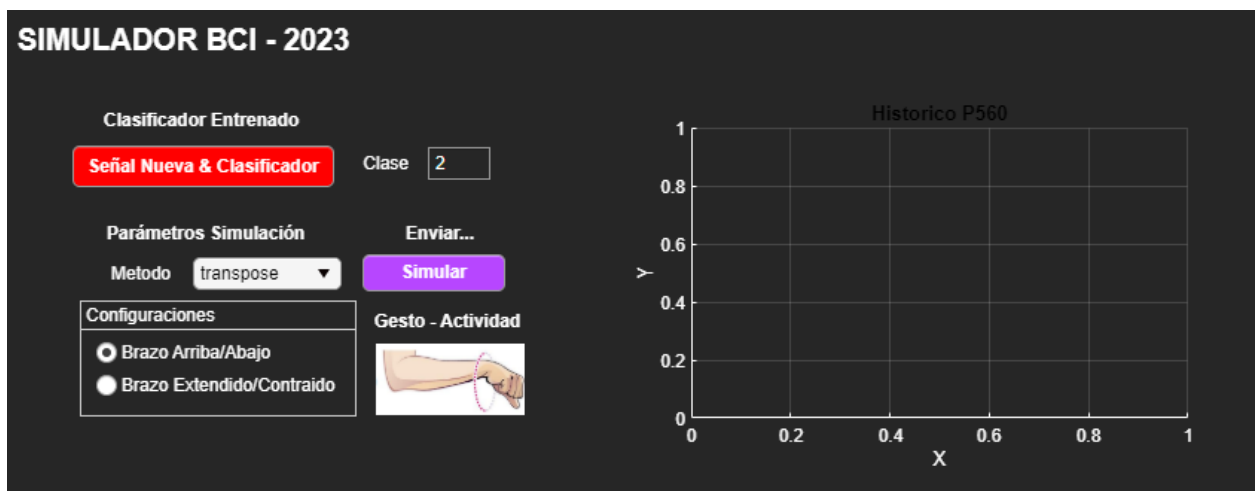 SIMULADOR BCI - 2023
Clasificador Entrenado
Señal Nueva & Clasificador
Clase 2
Parámetros Simulación
Enviar...
Metodo transpose
Simular
Configuraciones
Brazo Arriba/Abajo
Brazo Extendido/Contraido
Gesto - Actividad
Historico P560
1
0.8
0.6
0.4
0.2
0
Y
0 0.2 0.4 0.6 0.8 1
X